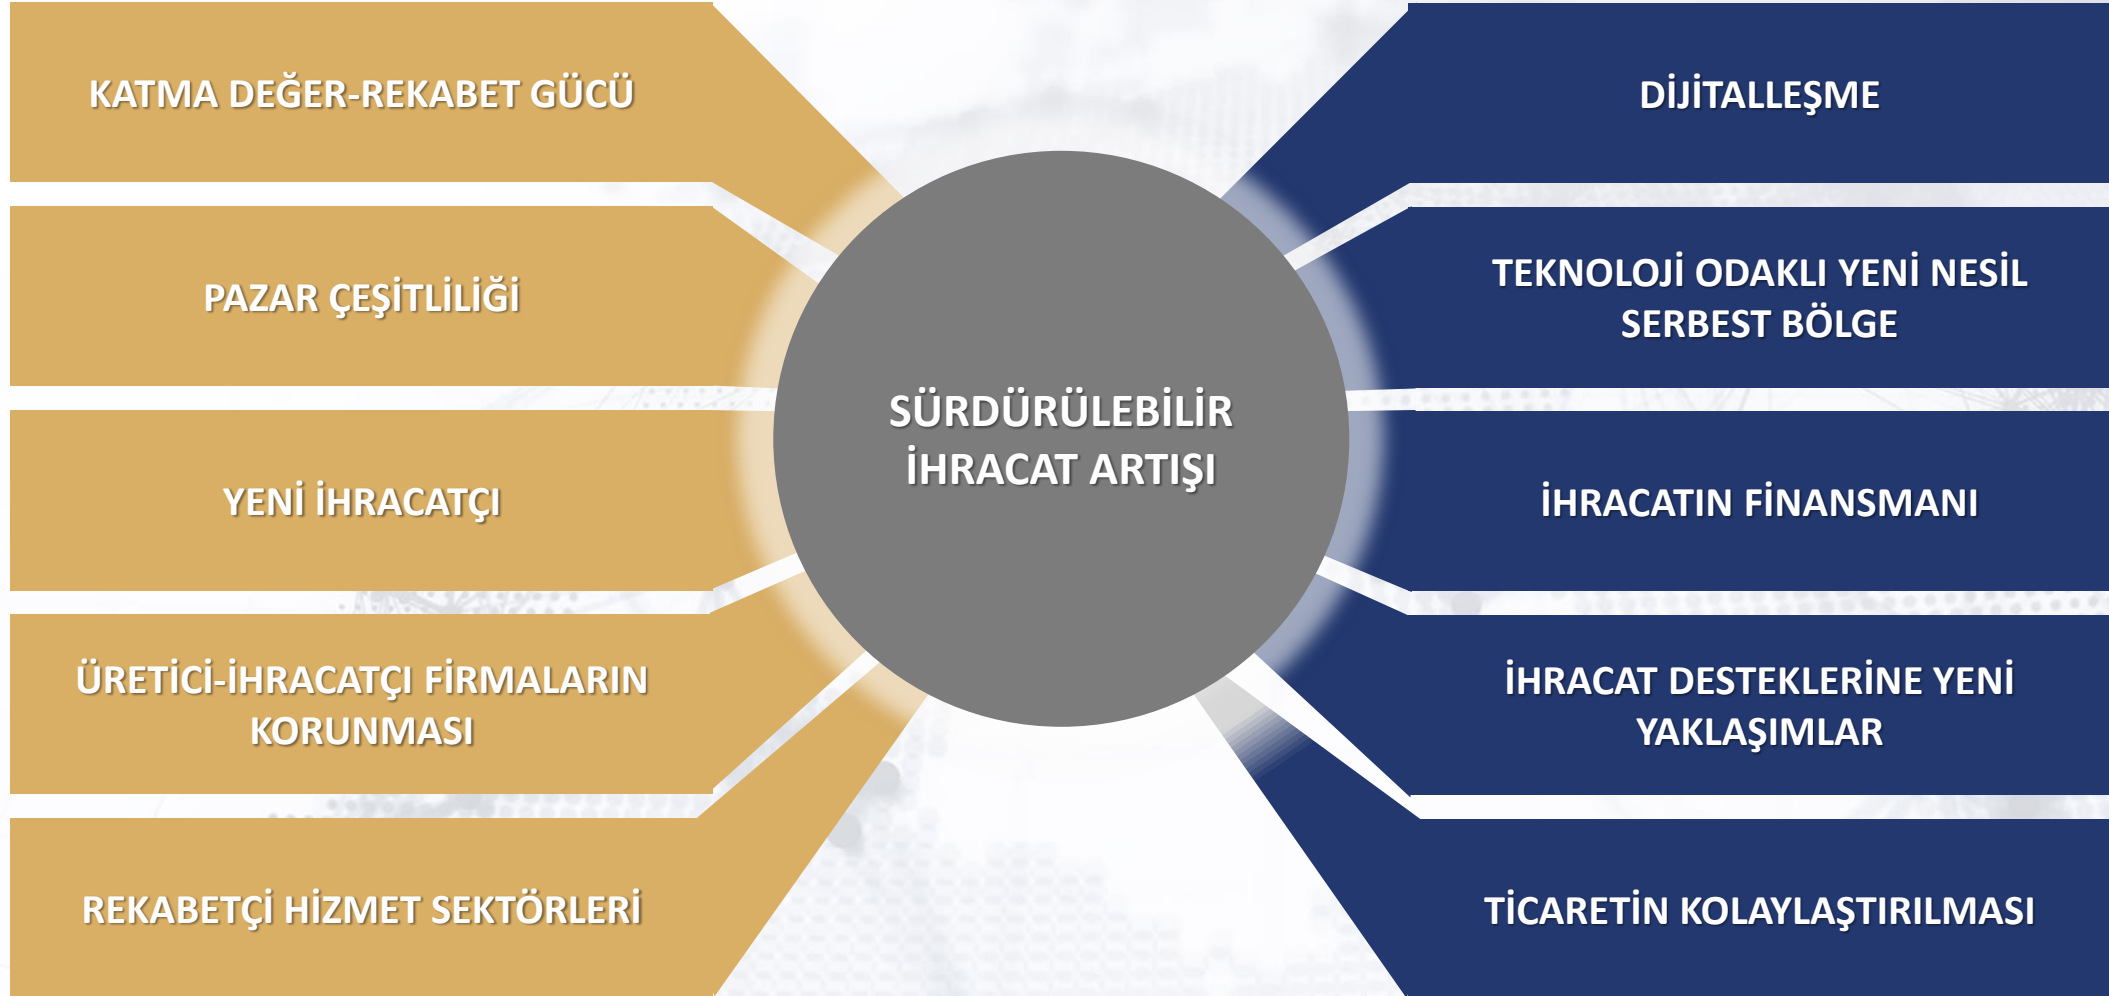 KATMA DEĞER-REKABET GÜCÜ
PAZAR ÇEŞİTLİLİĞİ
YENİ İHRACATÇI
ÜRETİCİ-İHRACATÇI FİRMALARIN
KORUNMASI
REKABETÇİ HİZMET SEKTÖRLERİ
SÜRDÜRÜLEBİLİR
İHRACAT ARTIŞI
DİJİTALLEŞME
TEKNOLOJİ ODAKLI YENİ NESİL
SERBEST BÖLGE
İHRACATIN FİNANSMANI
İHRACAT DESTEKLERİNE YENİ
YAKLAŞIMLAR
TİCARETİN KOLAYLAŞTIRILMASI